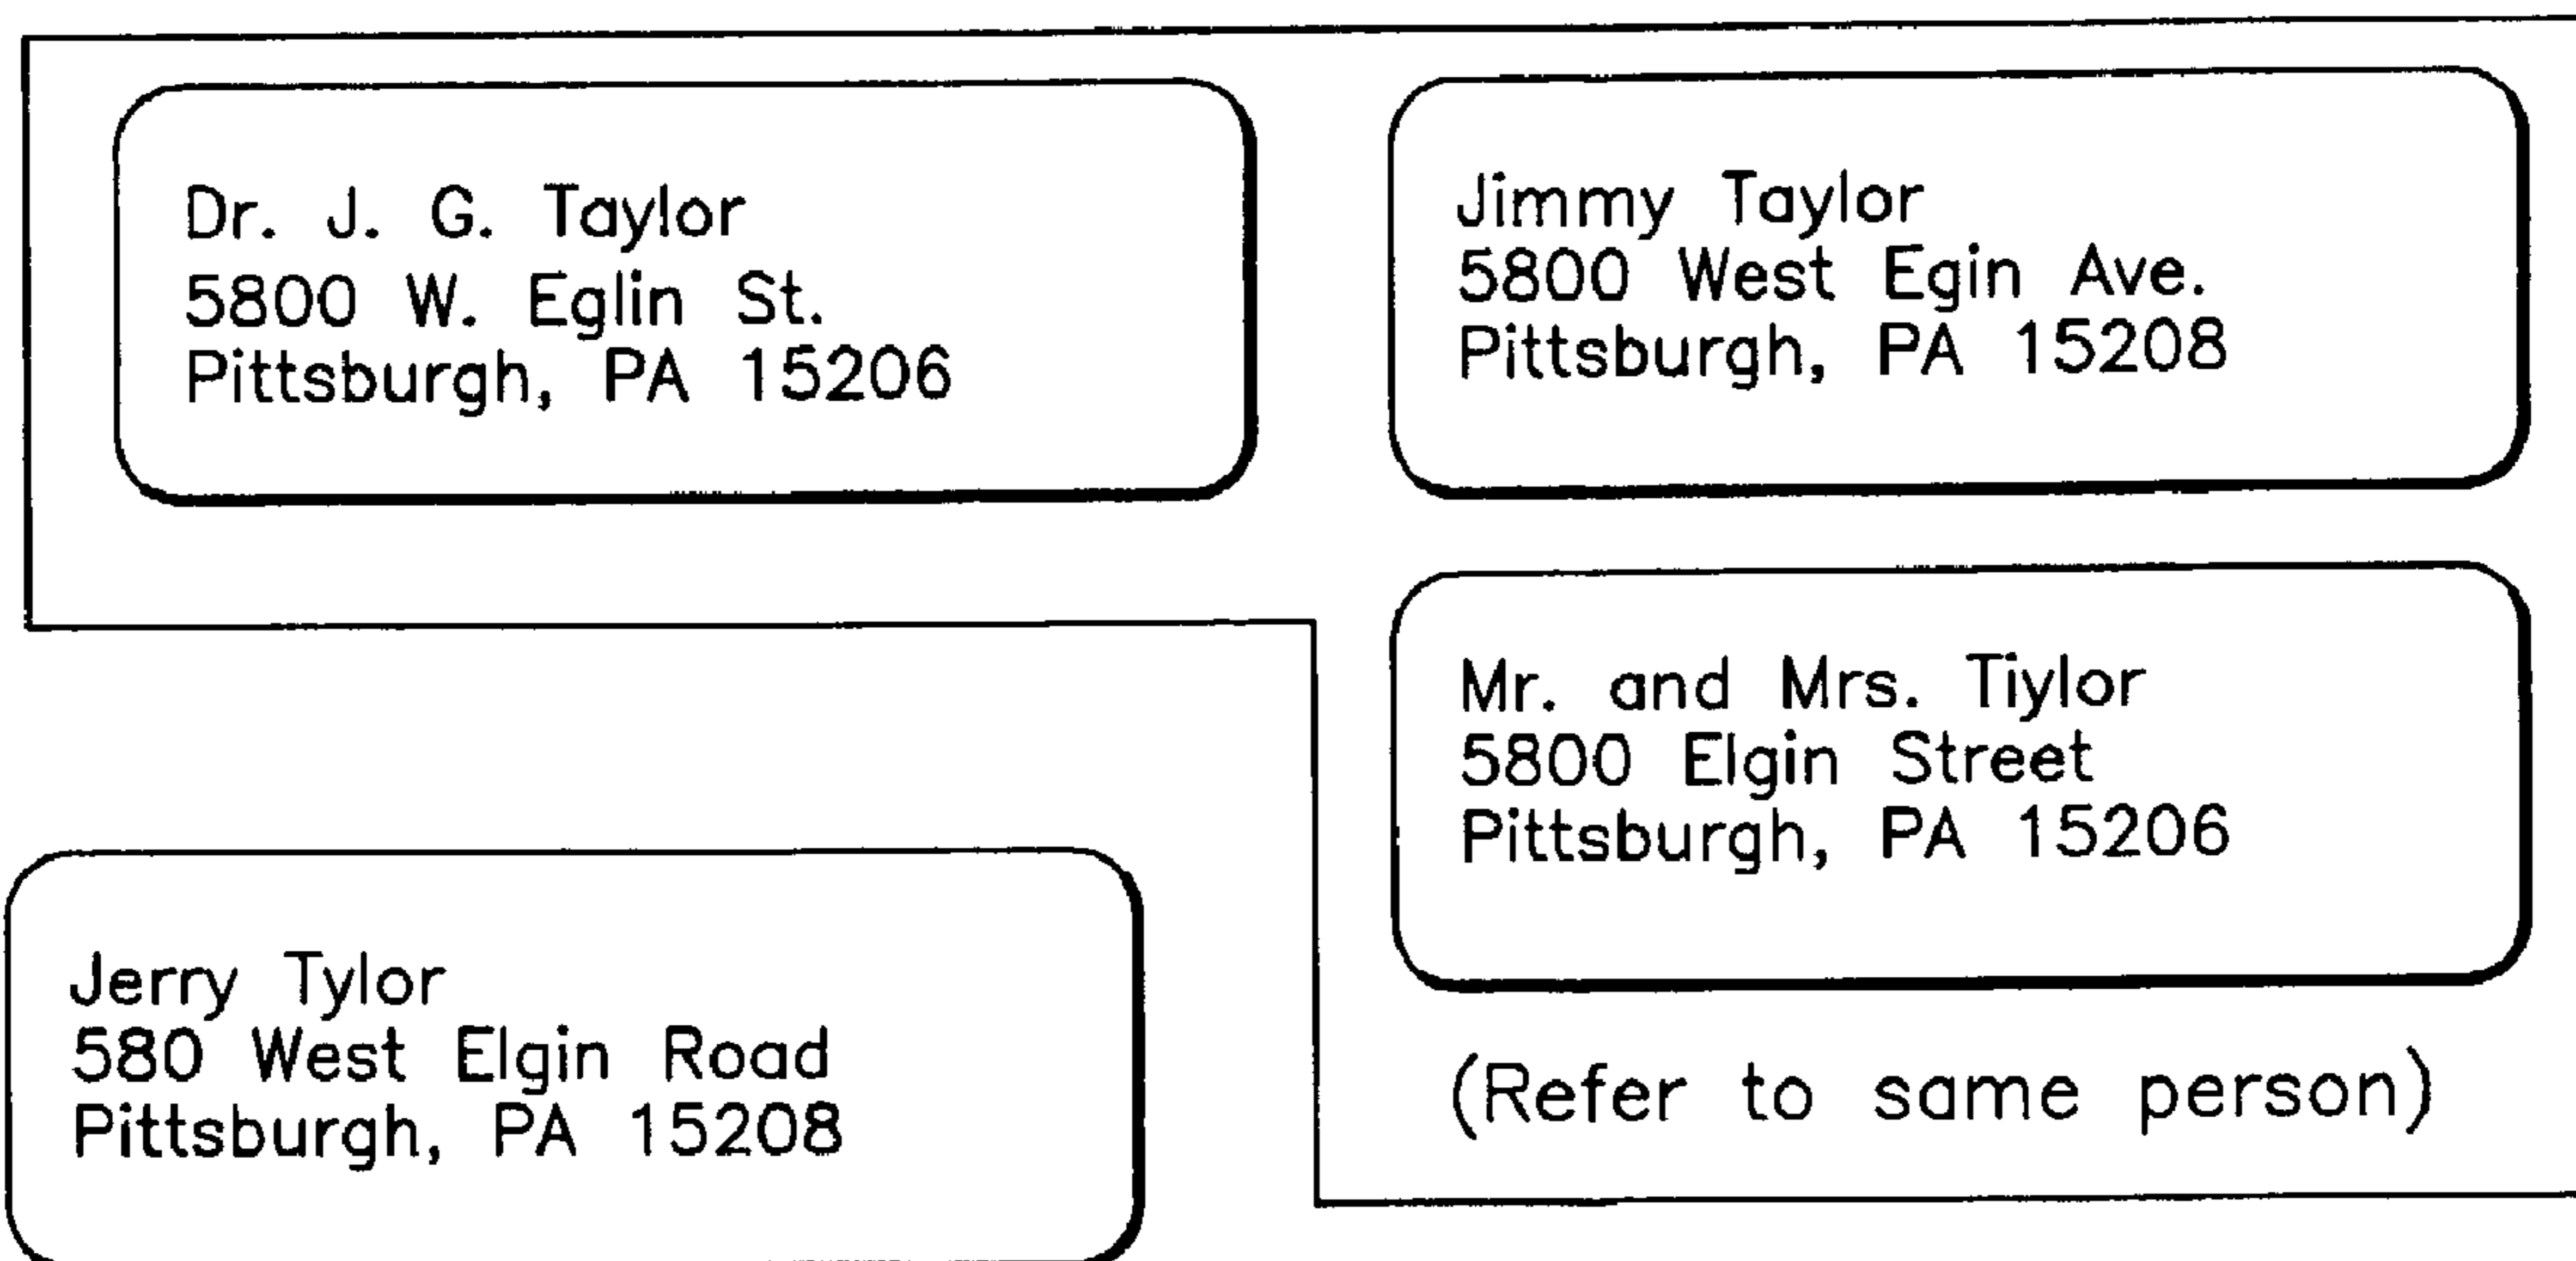 Dr. J. G. Taylor
5800 W. Eglin St.
Pittsburgh, PA 15206
Jimmy Taylor
5800 West Egin Ave.
Pittsburgh, PA 15208
Mr. and Mrs. Tiylor
5800 Elgin Street
Pittsburgh, PA 15206
(Refer to same person)
Jerry Tylor
580 West Elgin Road
Pittsburgh, PA 15208